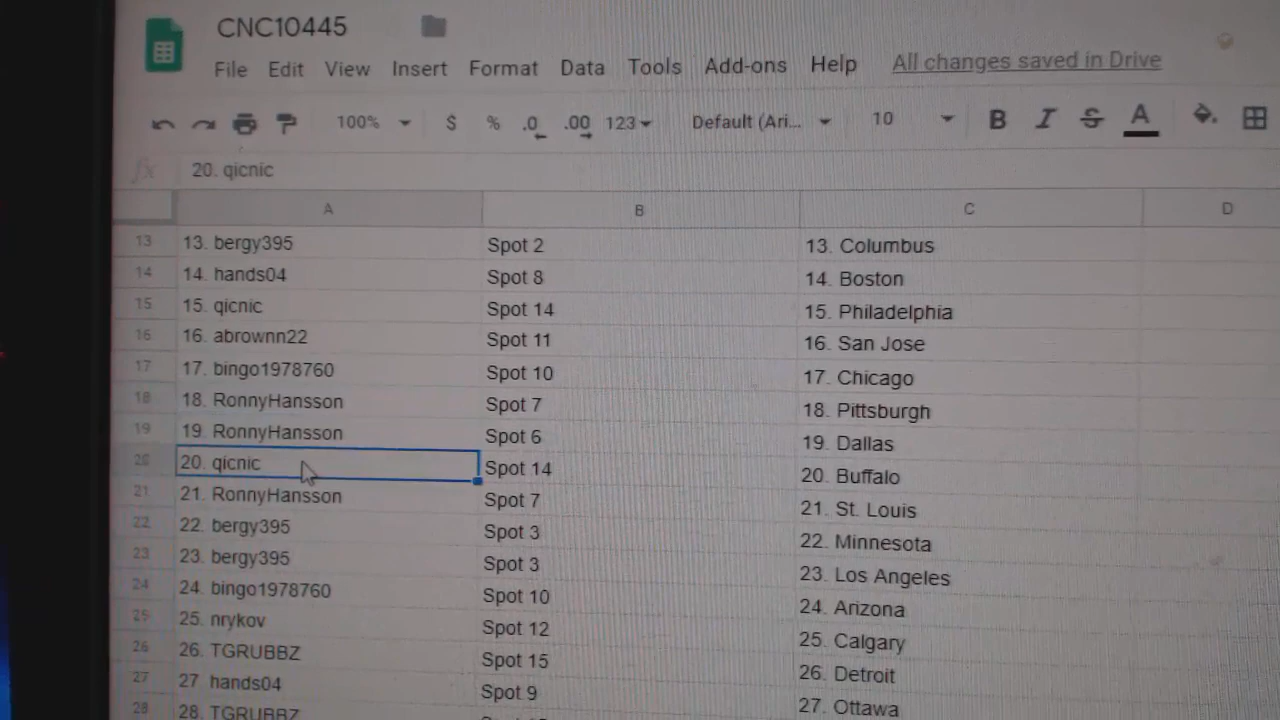 CNC10445
File Edit View Insert Format Data Tools Add-ons Help All changes saved in Drive
100% $ % .0 .00 123 Default (Ari... 10 B I S A
fx 20. qicnic
A B C D
13 13. bergy395 Spot 2 13. Columbus
14 14. hands04 Spot 8 14. Boston
15 15. qicnic Spot 14 15. Philadelphia
16 16. abrownn22 Spot 11 16. San Jose
17 17. bingo1978760 Spot 10 17. Chicago
18 18. RonnyHansson Spot 7 18. Pittsburgh
19 19. RonnyHansson Spot 6 19. Dallas
20 20. qicnic Spot 14 20. Buffalo
21 21. RonnyHansson Spot 7 21. St. Louis
22 22. bergy395 Spot 3 22. Minnesota
23 23. bergy395 Spot 3 23. Los Angeles
24 24. bingo1978760 Spot 10 24. Arizona
25 25. nrykov Spot 12 25. Calgary
26 26. TGRUBBZ Spot 15 26. Detroit
27 27 hands04 Spot 9 27. Ottawa
28 28. TGRUBBZ